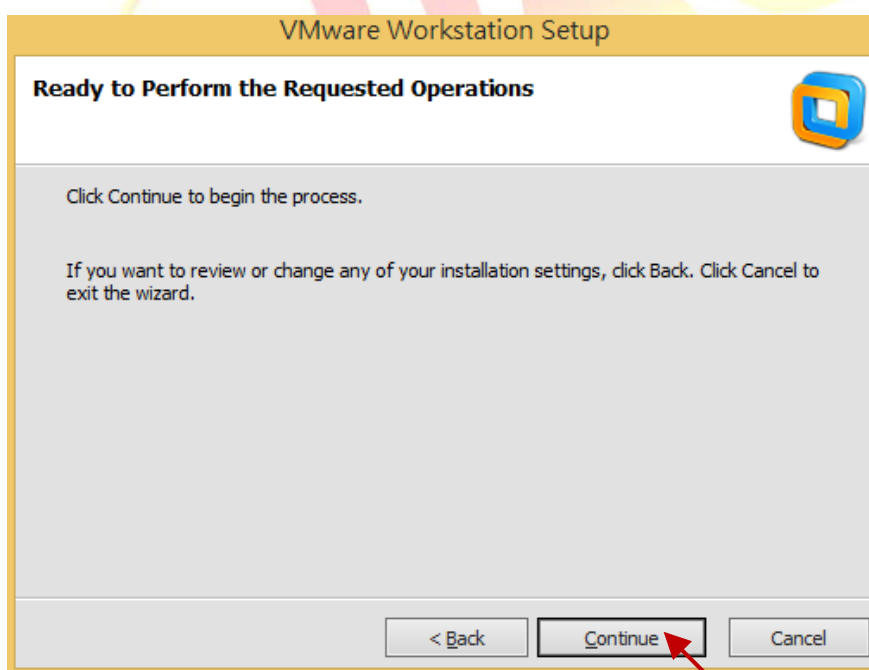 VMware Workstation Setup
Ready to Perform the Requested Operations
Click Continue to begin the process.
If you want to review or change any of your installation settings, click Back. Click Cancel to
exit the wizard.
< Back Continue Cancel